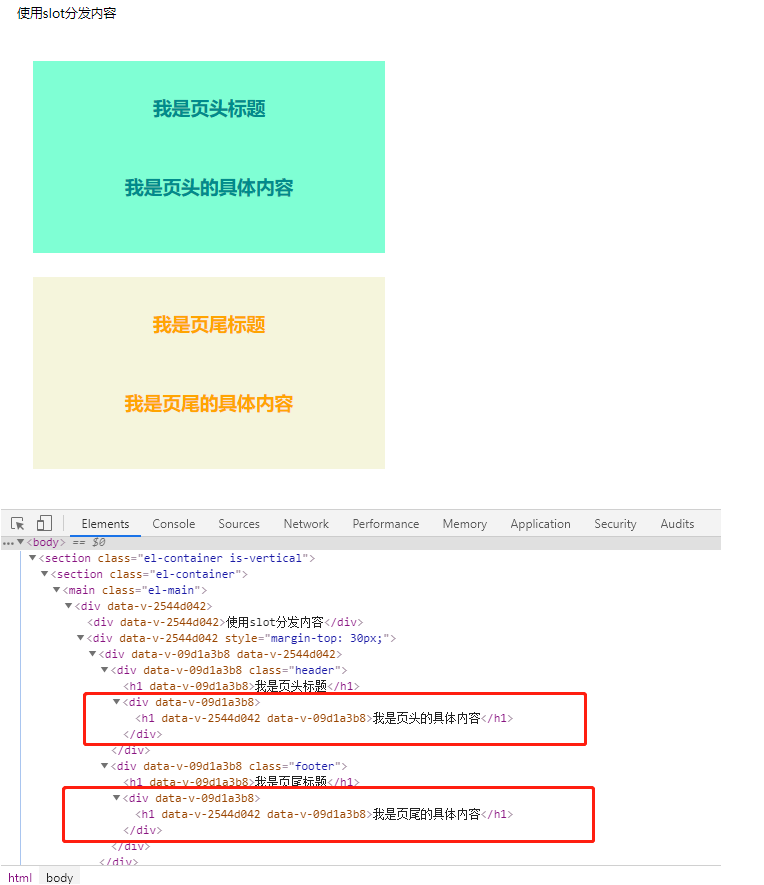 使用slot分发内容
我是页头标题
我是页头的具体内容
我是页尾标题
我是页尾的具体内容
Elements Console Sources Network Performance Memory Application Security Audits
...▼<body> == $0
▼<section class="el-container is-vertical">
▼<section class="el-container">
▼<main class="el-main">
▼<div data-v-2544d042>
<div data-v-2544d042>使用slot分发内容</div>
▼<div data-v-2544d042 style="margin-top: 30px;">
▼<div data-v-09d1a3b8 data-v-2544d042>
▼<div data-v-09d1a3b8 class="header">
<h1 data-v-09d1a3b8>我是页头标题</h1>
▼<div data-v-09d1a3b8>
<h1 data-v-2544d042 data-v-09d1a3b8>我是页头的具体内容</h1>
</div>
</div>
▼<div data-v-09d1a3b8 class="footer">
<h1 data-v-09d1a3b8>我是页尾标题</h1>
▼<div data-v-09d1a3b8>
<h1 data-v-2544d042 data-v-09d1a3b8>我是页尾的具体内容</h1>
</div>
</div>
</div>
html body